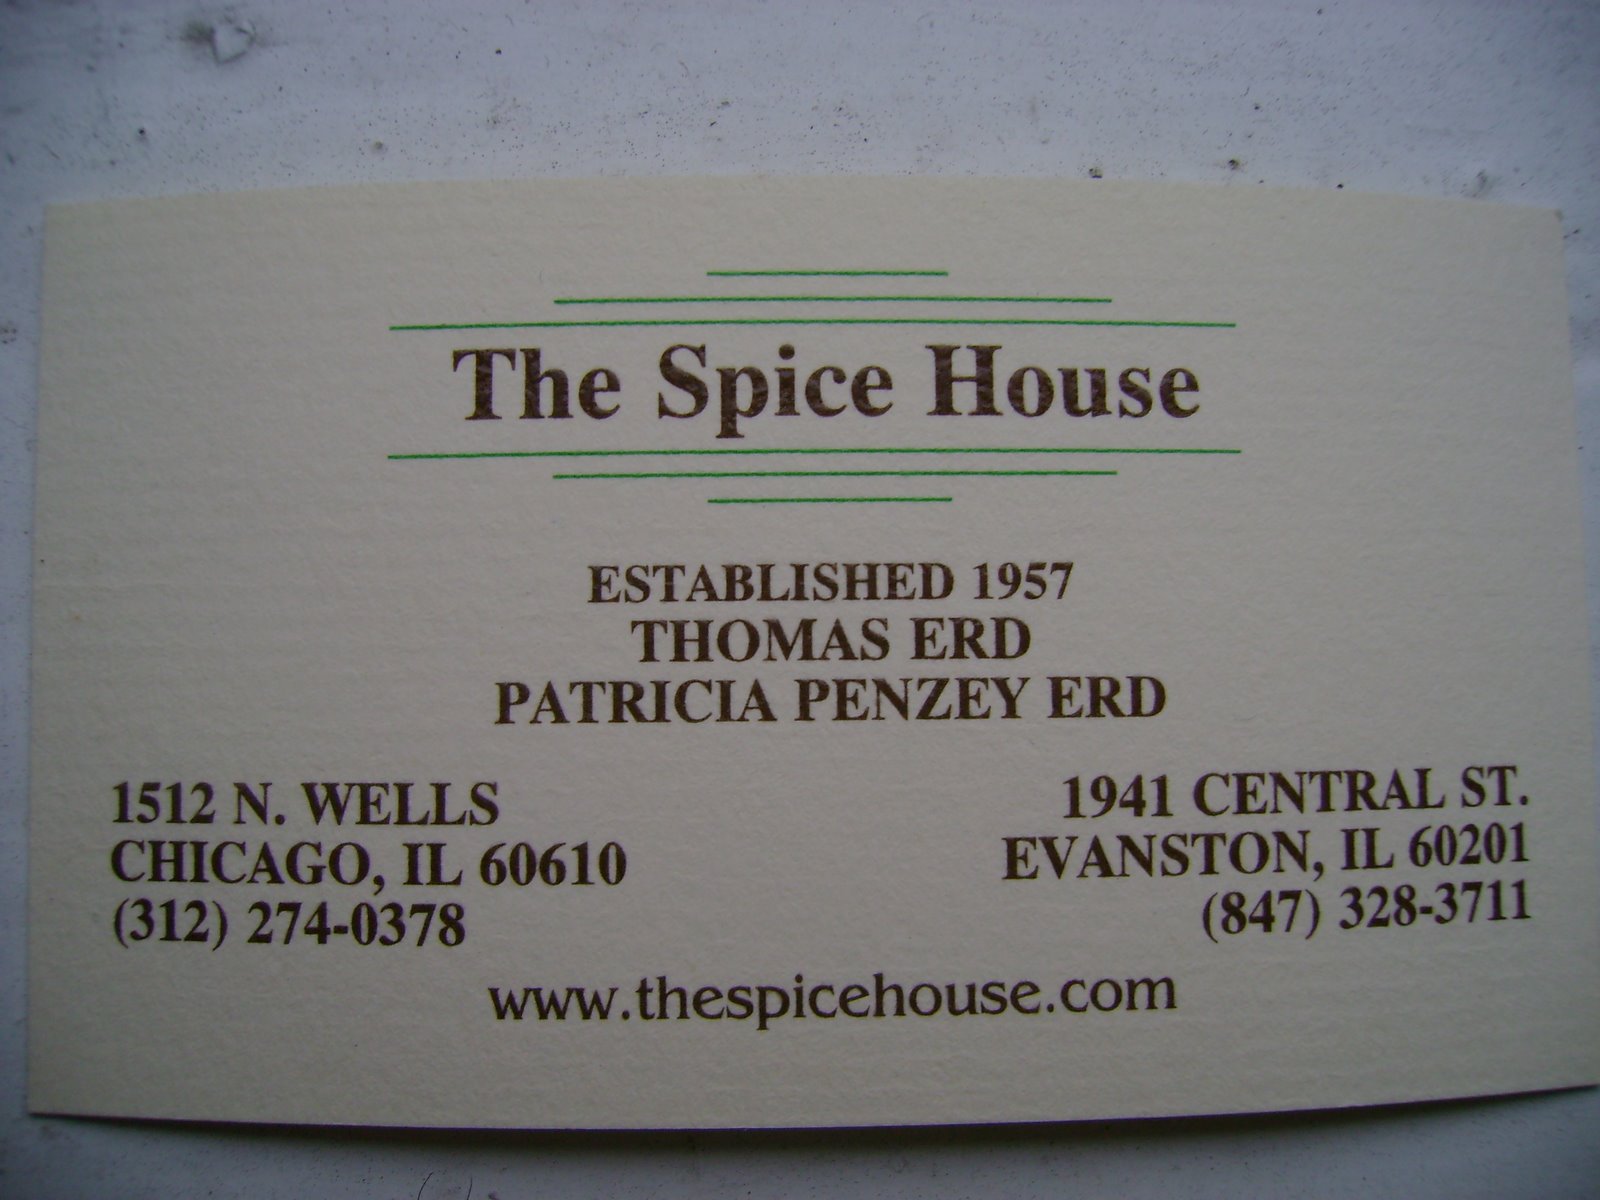 The Spice House
ESTABLISHED 1957
THOMAS ERD
PATRICIA PENZEY ERD
1512 N. WELLS
CHICAGO, IL 60610
(312) 274-0378
1941 CENTRAL ST.
EVANSTON, IL 60201
(847) 328-3711
www.thespicehouse.com